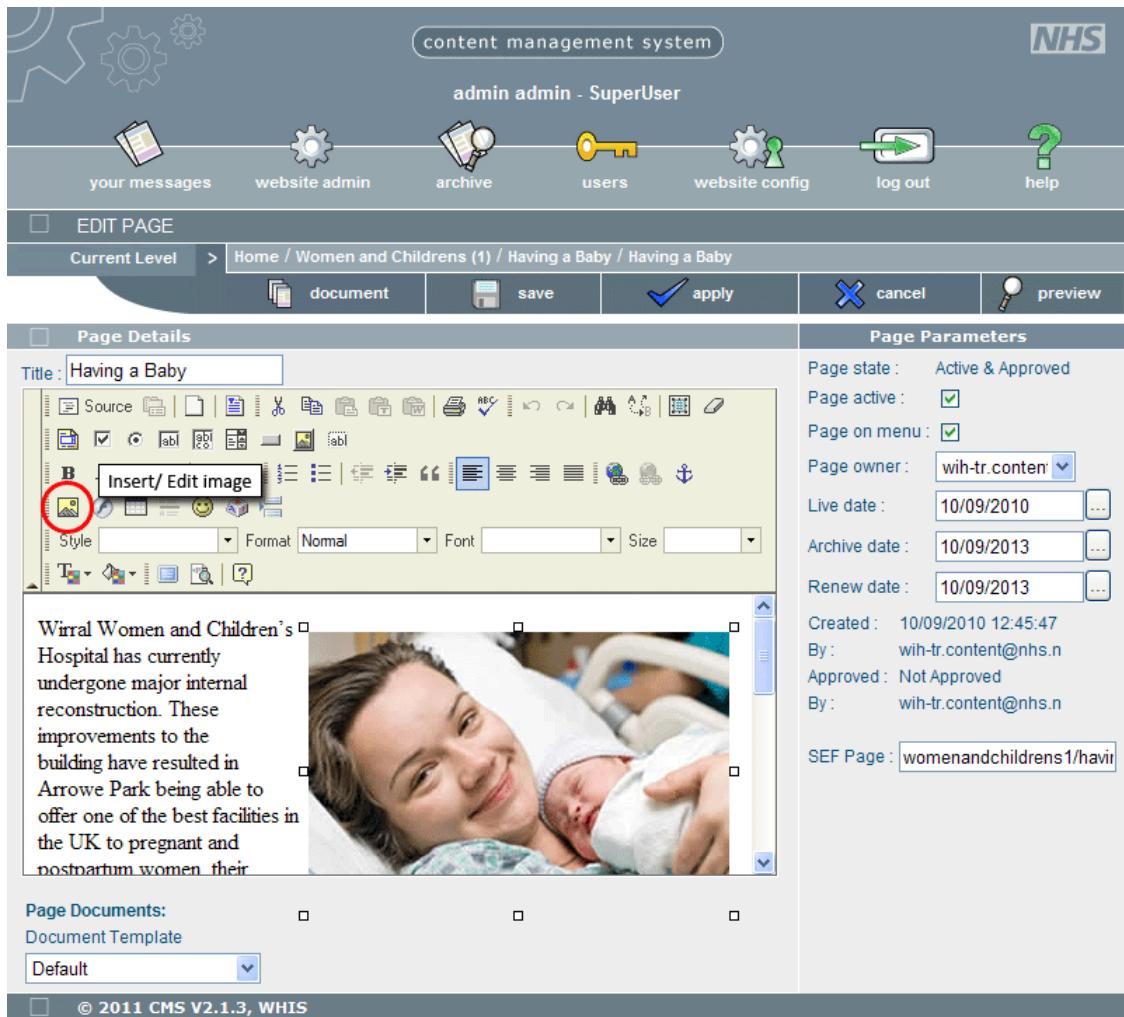 content management system
NHS
admin admin - SuperUser
your messages
website admin
archive
users
website config
log out
help
EDIT PAGE
Current Level >
Home / Women and Childrens (1) / Having a Baby / Having a Baby
document
save
apply
cancel
preview
Page Details
Title : Having a Baby
Source
ABC
B
Insert/ Edit image
Style
Format Normal
Font
Size
Wirral Women and Children’s
Hospital has currently
undergone major internal
reconstruction. These
improvements to the
building have resulted in
Arrowe Park being able to
offer one of the best facilities in
the UK to pregnant and
postpartum women, their
Page Documents:
Document Template
Default
Page Parameters
Page state : Active & Approved
Page active :
Page on menu :
Page owner : wih-tr.conten
Live date : 10/09/2010 ...
Archive date : 10/09/2013 ...
Renew date : 10/09/2013 ...
Created : 10/09/2010 12:45:47
By : wih-tr.content@nhs.n
Approved : Not Approved
By : wih-tr.content@nhs.n
SEF Page : womenandchildrens1/havin
© 2011 CMS V2.1.3, WHIS